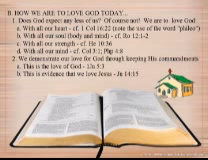 II. HOW WE ARE TO LOVE GOD TODAY...
1. Does God expect any less of us? Of course not! We are to love God:
a. With all our heart - cf. 1 Col 16:22 (note the use of the word "phileo")
b. With all our soul (body and mind) - cf. Ro 12:1-2
c. With all our strength - cf. He 10:36
d. With all our mind - cf. Col 3:1; Php 4:8
2. We demonstrate our love for God through keeping His commandments
a. This is the love of God - 1Jn 5:3
b. This is evidence that we love Jesus - Jn 14:15